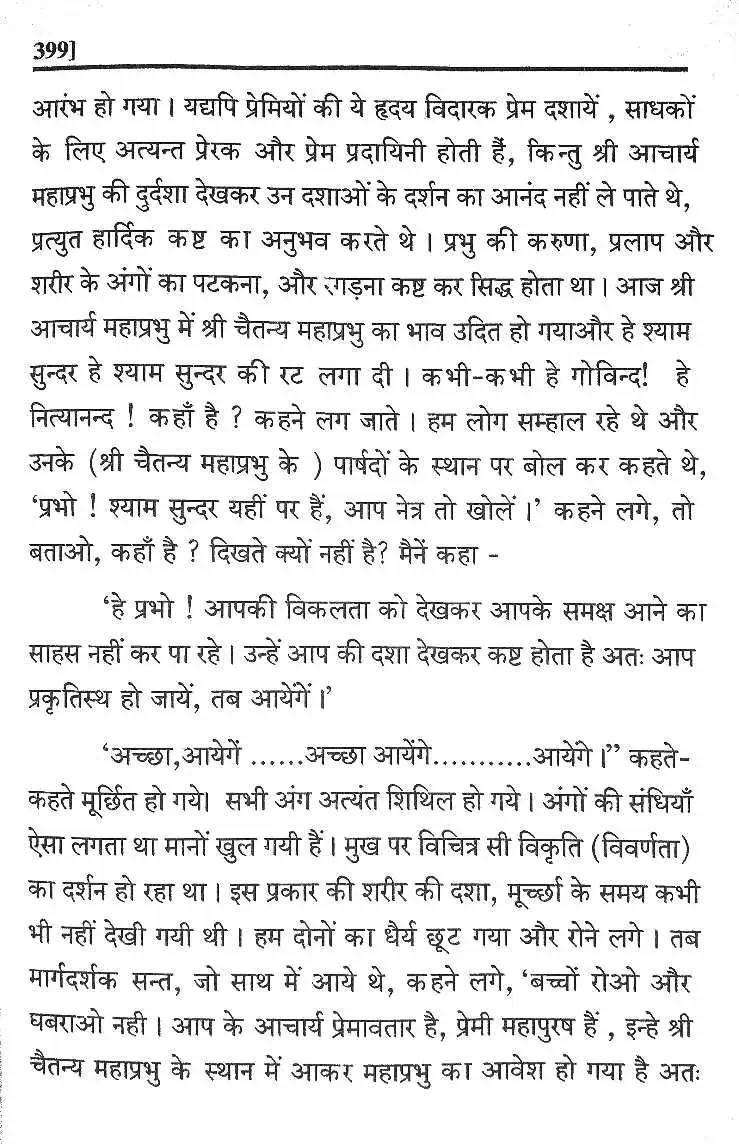 399]
आरंभ हो गया । यद्यपि प्रेमियों की ये हृदय विदारक प्रेम दशायें , साधकों
के लिए अत्यन्त प्रेरक और प्रेम प्रदायिनी होती हैं, किन्तु श्री आचार्य
महाप्रभु की दुर्दशा देखकर उन दशाओं के दर्शन का आनंद नहीं ले पाते थे,
प्रत्युत हार्दिक कष्ट का अनुभव करते थे । प्रभु की करुणा, प्रलाप और
शरीर के अंगों का पटकना, और रगड़ना कष्ट कर सिद्ध होता था । आज श्री
आचार्य महाप्रभु में श्री चैतन्य महाप्रभु का भाव उदित हो गयाऔर हे श्याम
सुन्दर हे श्याम सुन्दर की रट लगा दी । कभी-कभी हे गोविन्द! हे
नित्यानन्द ! कहाँ है ? कहने लग जाते । हम लोग सम्हाल रहे थे और
उनके (श्री चैतन्य महाप्रभु के ) पार्षदों के स्थान पर बोल कर कहते थे,
‘प्रभो ! श्याम सुन्दर यहीं पर हैं, आप नेत्र तो खोलें ।’ कहने लगे, तो
बताओ, कहाँ है ? दिखते क्यों नहीं है? मैनें कहा -
‘हे प्रभो ! आपकी विकलता को देखकर आपके समक्ष आने का
साहस नहीं कर पा रहे । उन्हें आप की दशा देखकर कष्ट होता है अतः आप
प्रकृतिस्थ हो जायें, तब आयेंगें ।’
‘अच्छा,आयेगें ......अच्छा आयेंगे...........आयेंगे ।” कहते-
कहते मूर्छित हो गये। सभी अंग अत्यंत शिथिल हो गये । अंगों की संधियाँ
ऐसा लगता था मानों खुल गयी हैं । मुख पर विचित्र सी विकृति (विवर्णता)
का दर्शन हो रहा था । इस प्रकार की शरीर की दशा, मूर्च्छा के समय कभी
भी नहीं देखी गयी थी । हम दोनों का धैर्य छूट गया और रोने लगे । तब
मार्गदर्शक सन्त, जो साथ में आये थे, कहने लगे, ‘बच्चों रोओ और
घबराओ नही । आप के आचार्य प्रेमावतार है, प्रेमी महापुरष हैं , इन्हे श्री
चैतन्य महाप्रभु के स्थान में आकर महाप्रभु का आवेश हो गया है अतः